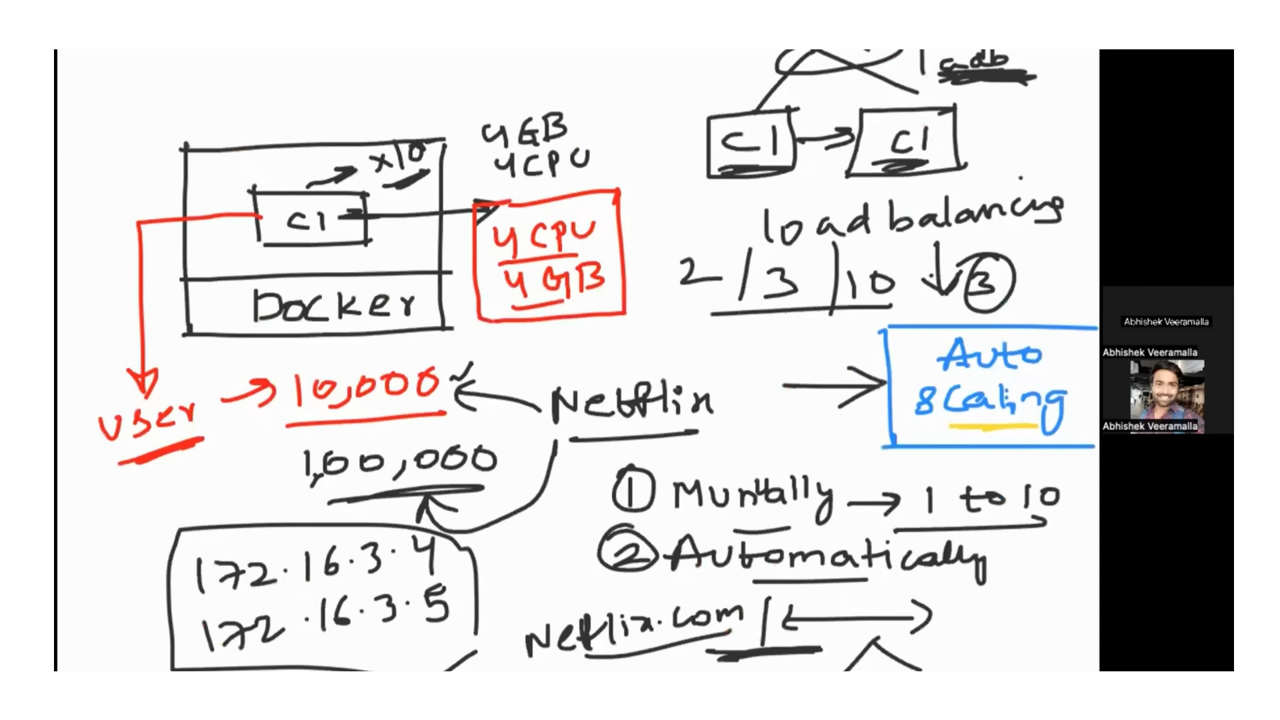 adb
C1
C1
4GB
4CPU
x10
C1
4CPU
4GB
Docker
load balancing
2 / 3 / 10 ↓ 3
Auto
Scaling
User → 10,000
Netflix
1,00,000
1 Munually → 1 to 10
2 Automatically
172.16.3.4
172.16.3.5
Netflix.com /
Abhishek Veeramalla
Abhishek Veeramalla
Abhishek Veeramalla